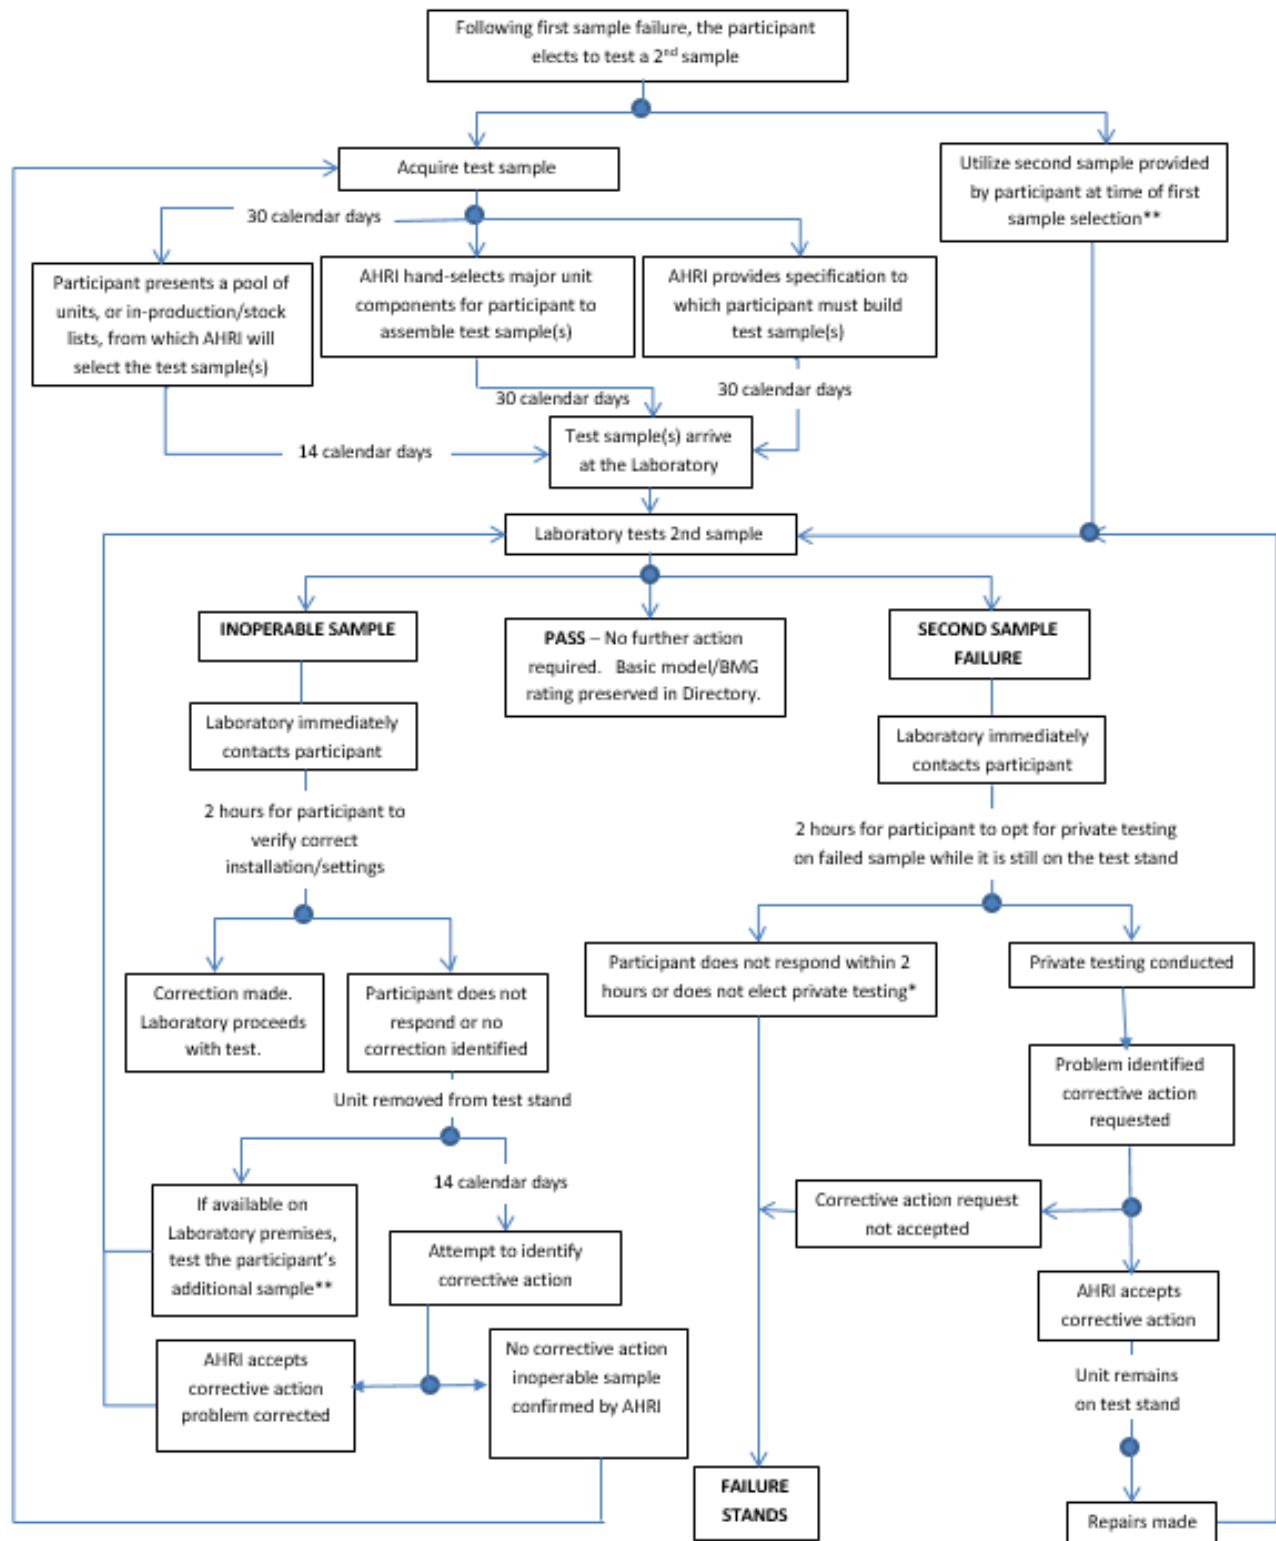 Following first sample failure, the participant
elects to test a 2nd sample
Acquire test sample
Utilize second sample provided
by participant at time of first
sample selection**
30 calendar days
Participant presents a pool of
units, or in-production/stock
lists, from which AHRI will
select the test sample(s)
AHRI hand-selects major unit
components for participant to
assemble test sample(s)
AHRI provides specification to
which participant must build
test sample(s)
30 calendar days
30 calendar days
14 calendar days
Test sample(s) arrive
at the Laboratory
Laboratory tests 2nd sample
INOPERABLE SAMPLE
PASS – No further action
required. Basic model/BMG
rating preserved in Directory.
SECOND SAMPLE
FAILURE
Laboratory immediately
contacts participant
Laboratory immediately
contacts participant
2 hours for participant to
verify correct
installation/settings
2 hours for participant to opt for private testing
on failed sample while it is still on the test stand
Correction made.
Laboratory proceeds
with test.
Participant does not
respond or no
correction identified
Participant does not respond within 2
hours or does not elect private testing*
Private testing conducted
Unit removed from test stand
Problem identified
corrective action
requested
If available on
Laboratory premises,
test the participant's
additional sample**
14 calendar days
Attempt to identify
corrective action
Corrective action request
not accepted
AHRI accepts
corrective action
AHRI accepts
corrective action
problem corrected
No corrective action
inoperable sample
confirmed by AHRI
Unit remains
on test stand
FAILURE
STANDS
Repairs made